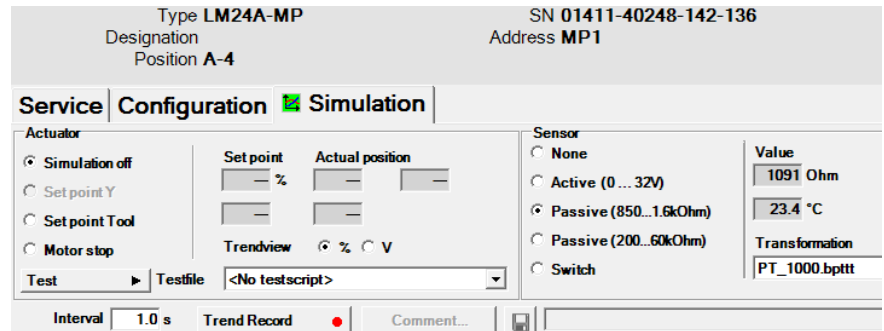 Type LM24A-MP SN 01411-40248-142-136
Designation Address MP1
Position A-4
Service Configuration Simulation
Actuator
Simulation off
Set point Y
Set point Tool
Motor stop
Set point Actual position
— % — —
— —
Trendview % V
Test Testfile <No testscript>
Sensor
None
Active (0 ... 32V)
Passive (850...1.6kOhm)
Passive (200...60kOhm)
Switch
Value
1091 Ohm
23.4 °C
Transformation
PT_1000.bpttt
Interval 1.0 s Trend Record Comment...